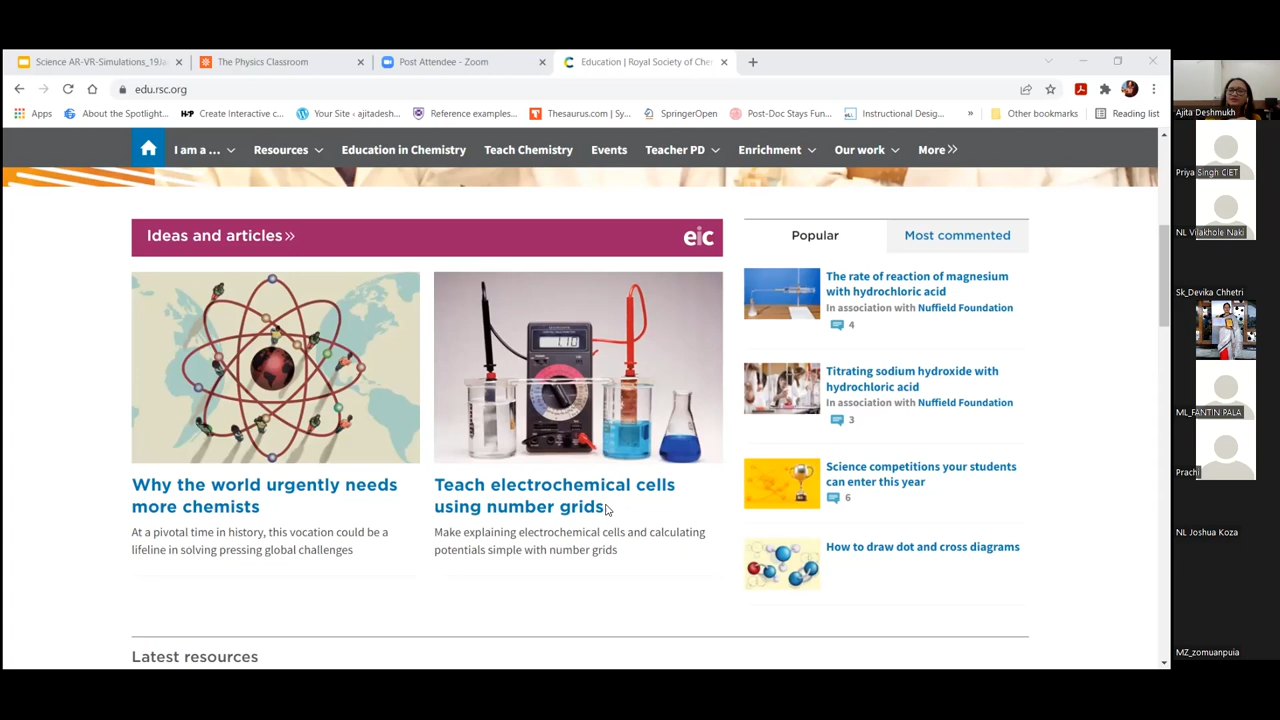 Science AR-VR-Simulations_19Ja
The Physics Classroom
Post Attendee - Zoom
Education | Royal Society of Che
edu.rsc.org
Apps
About the Spotlight...
Create Interactive c...
Your Site ‹ ajitadesh...
Reference examples...
Thesaurus.com | Sy...
SpringerOpen
Post-Doc Stays Fun...
Instructional Desig...
»
Other bookmarks
Reading list
I am a ...
Resources
Education in Chemistry
Teach Chemistry
Events
Teacher PD
Enrichment
Our work
More »
Ideas and articles »
eic
1.10
Why the world urgently needs
more chemists
At a pivotal time in history, this vocation could be a
lifeline in solving pressing global challenges
Teach electrochemical cells
using number grids
Make explaining electrochemical cells and calculating
potentials simple with number grids
Popular
Most commented
The rate of reaction of magnesium
with hydrochloric acid
In association with Nuffield Foundation
4
Titrating sodium hydroxide with
hydrochloric acid
In association with Nuffield Foundation
3
Science competitions your students
can enter this year
6
How to draw dot and cross diagrams
Latest resources
Ajita Deshmukh
Priya Singh CIET
NL Vilakhole Naki
Sk_Devika Chhetri
ML_FANTIN PALA
Prachi
NL Joshua Koza
MZ_zomuanpuia